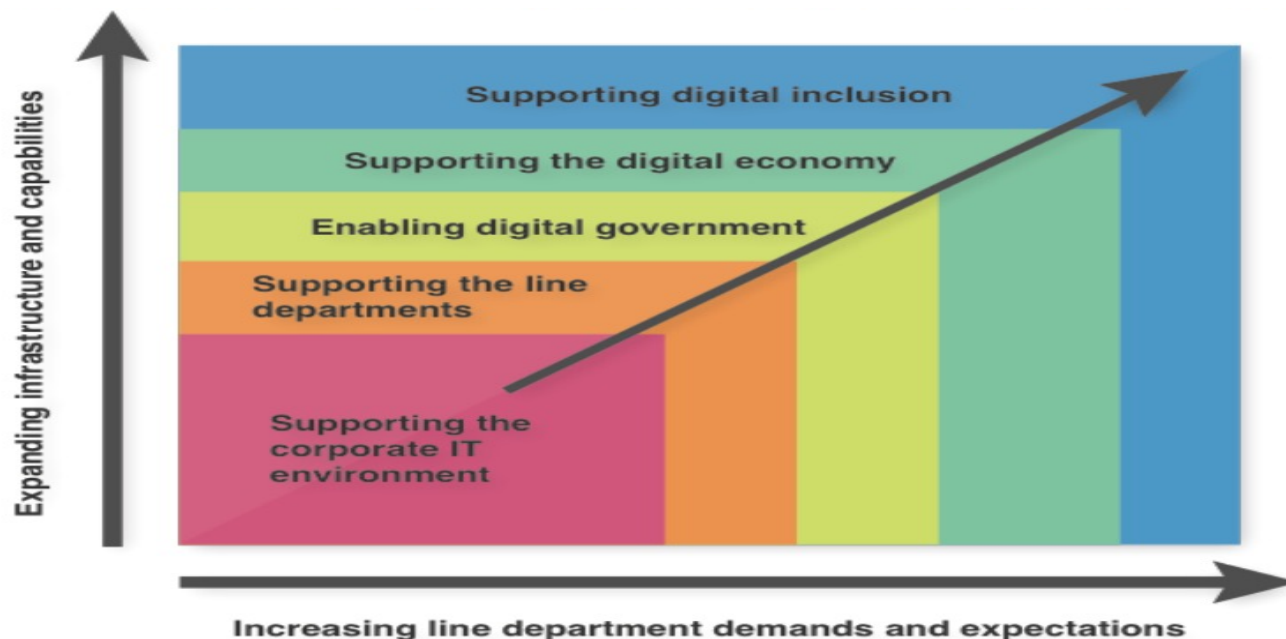 Expanding infrastructure and capabilities
Supporting digital inclusion
Supporting the digital economy
Enabling digital government
Supporting the line
departments
Supporting the
corporate IT
environment
Increasing line department demands and expectations